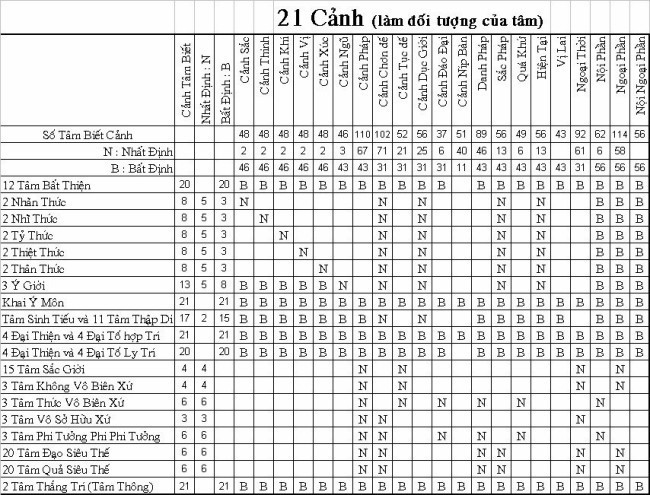 21 Cảnh (làm đối tượng của tâm)
Cảnh Tâm Biết Nhất Định : N Bất Định : B Cảnh Sắc Cảnh Thinh Cảnh Khí Cảnh Vị Cảnh Xúc Cảnh Ngũ Cảnh Pháp Cảnh Chơn đế Cảnh Tục đế Cảnh Dục Giới Cảnh Đáo Đại Cảnh Níp Bàn Danh Pháp Sắc Pháp Quá Khứ Hiện Tại Vị Lai Ngoại Thời Nội Phần Ngoại Phần Nội Ngoại Phần
Số Tâm Biết Cảnh 48 48 48 48 48 46 110 102 52 56 37 51 89 56 49 56 43 92 62 114 56
N : Nhất Định 2 2 2 2 2 3 67 71 21 25 6 40 46 13 6 13 61 6 58
B : Bất Định 46 46 46 46 46 43 43 31 31 31 31 11 43 43 43 43 43 31 56 56 56
12 Tâm Bất Thiện 20 20 B B B B B B B B B B B B B B B B B B B B
2 Nhãn Thức 8 5 3 N N N N N B B B
2 Nhĩ Thức 8 5 3 N N N N N B B B
2 Tỷ Thức 8 5 3 N N N N N B B B
2 Thiệt Thức 8 5 3 N N N N N B B B
2 Thân Thức 8 5 3 N N N N N B B B
3 Ý Giới 13 5 8 B B B B B N N N N N B B B
Khai Ý Môn 21 21 B B B B B B B B B B B B B B B B B B B B B
Tâm Sinh Tiếu và 11 Tâm Thập Di 17 2 15 B B B B B B B N N B B B B B B B B
4 Đại Thiện và 4 Đại Tố hợp Trí 21 21 B B B B B B B B B B B B B B B B B B B B B
4 Đại Thiện và 4 Đại Tố Ly Trí 20 20 B B B B B B B B B B B B B B B B B B B B
15 Tâm Sắc Giới 4 4 N N N N
3 Tâm Không Vô Biên Xứ 4 4 N N N N
3 Tâm Thức Vô Biên Xứ 6 6 N N N N N N
3 Tâm Vô Sở Hữu Xứ 3 3 N N N
3 Tâm Phi Tưởng Phi Phi Tưởng 6 6 N N N N N N
20 Tâm Đạo Siêu Thế 6 6 N N N N N N
20 Tâm Quả Siêu Thế 6 6 N N N N N N
2 Tâm Thắng Trí (Tâm Thông) 21 21 B B B B B B B B B B B B B B B B B B B B B